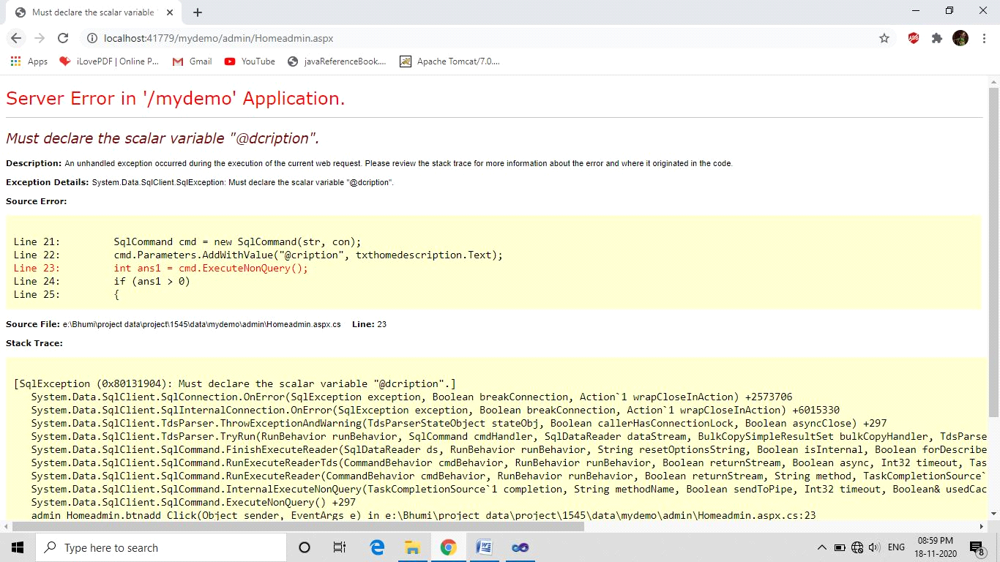 Must declare the scalar variable
localhost:41779/mydemo/admin/Homeadmin.aspx
ABP
Apps iLovePDF | Online P... Gmail YouTube javaReferenceBook.... Apache Tomcat/7.0....
Server Error in '/mydemo' Application.
Must declare the scalar variable "@dcription".
Description: An unhandled exception occurred during the execution of the current web request. Please review the stack trace for more information about the error and where it originated in the code.
Exception Details: System.Data.SqlClient.SqlException: Must declare the scalar variable "@dcription".
Source Error:
Line 21: SqlCommand cmd = new SqlCommand(str, con);
Line 22: cmd.Parameters.AddWithValue("@cription", txthomedescription.Text);
Line 23: int ans1 = cmd.ExecuteNonQuery();
Line 24: if (ans1 > 0)
Line 25: {
Source File: e:\Bhumi\project data\project\1545\data\mydemo\admin\Homeadmin.aspx.cs Line: 23
Stack Trace:
[SqlException (0x80131904): Must declare the scalar variable "@dcription".]
System.Data.SqlClient.SqlConnection.OnError(SqlException exception, Boolean breakConnection, Action`1 wrapCloseInAction) +2573706
System.Data.SqlClient.SqlInternalConnection.OnError(SqlException exception, Boolean breakConnection, Action`1 wrapCloseInAction) +6015330
System.Data.SqlClient.TdsParser.ThrowExceptionAndWarning(TdsParserStateObject stateObj, Boolean callerHasConnectionLock, Boolean asyncClose) +297
System.Data.SqlClient.TdsParser.TryRun(RunBehavior runBehavior, SqlCommand cmdHandler, SqlDataReader dataStream, BulkCopySimpleResultSet bulkCopyHandler, TdsParse
System.Data.SqlClient.SqlCommand.FinishExecuteReader(SqlDataReader ds, RunBehavior runBehavior, String resetOptionsString, Boolean isInternal, Boolean forDescribe
System.Data.SqlClient.SqlCommand.RunExecuteReaderTds(CommandBehavior cmdBehavior, RunBehavior runBehavior, Boolean returnStream, Boolean async, Int32 timeout, Tas
System.Data.SqlClient.SqlCommand.RunExecuteReader(CommandBehavior cmdBehavior, RunBehavior runBehavior, Boolean returnStream, String method, TaskCompletionSource`
System.Data.SqlClient.SqlCommand.InternalExecuteNonQuery(TaskCompletionSource`1 completion, String methodName, Boolean sendToPipe, Int32 timeout, Boolean& usedCac
System.Data.SqlClient.SqlCommand.ExecuteNonQuery() +297
admin_Homeadmin.btnadd_Click(Object sender, EventArgs e) in e:\Bhumi\project data\project\1545\data\mydemo\admin\Homeadmin.aspx.cs:23
Type here to search
ENG
08:59 PM
18-11-2020
8